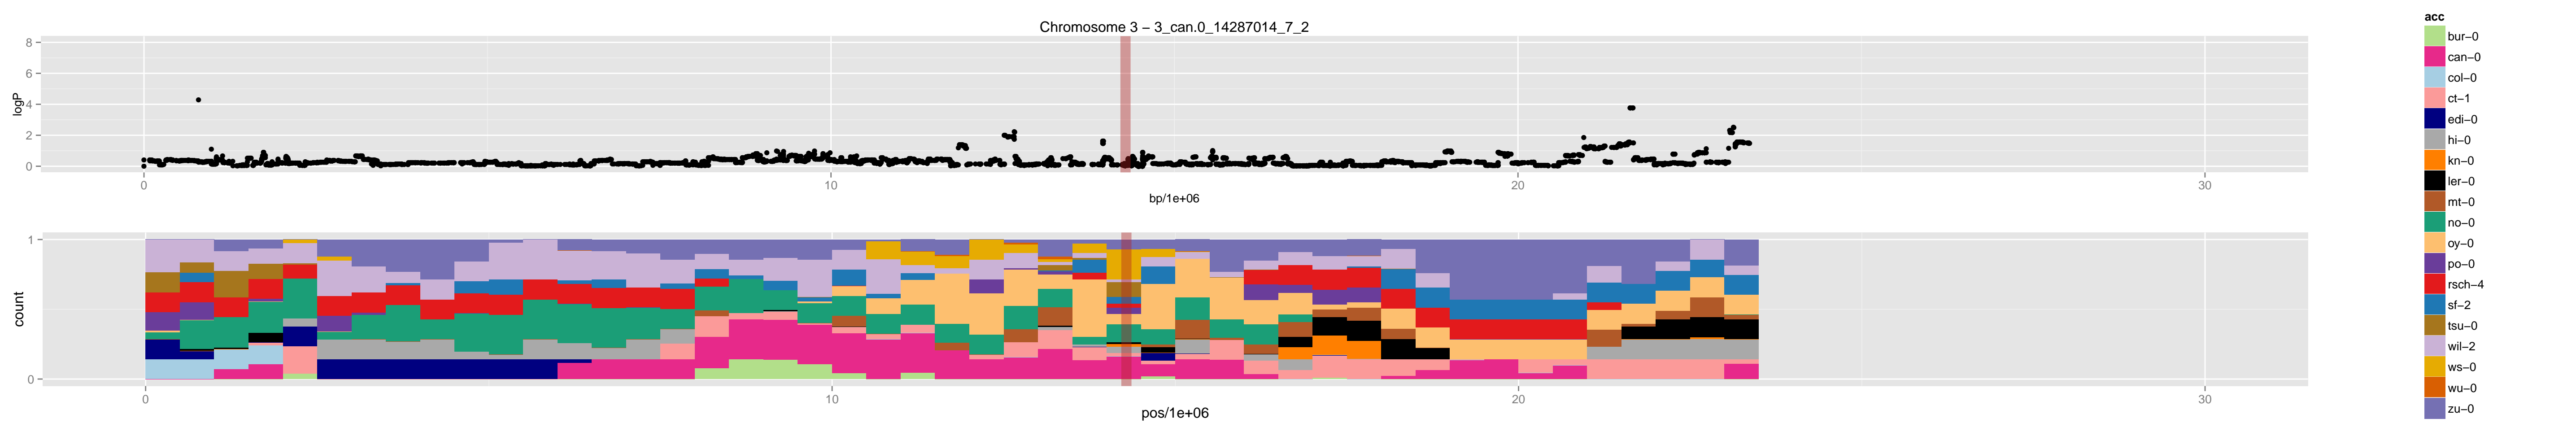 Chromosome 3 − 3_can.0_14287014_7_2
8
6
4
2
0
logP
0 10 20 30
bp/1e+06
1
0
count
0 10 20 30
pos/1e+06
acc
bur−0
can−0
col−0
ct−1
edi−0
hi−0
kn−0
ler−0
mt−0
no−0
oy−0
po−0
rsch−4
sf−2
tsu−0
wil−2
ws−0
wu−0
zu−0